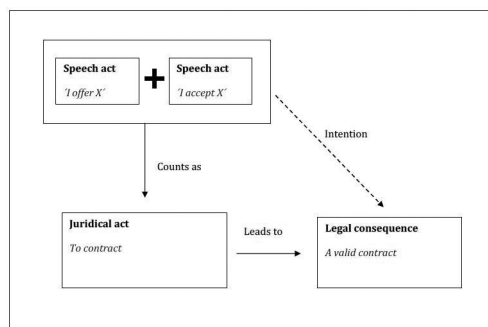 Speech act
'I offer X'
+
Speech act
'I accept X'
Intention
Counts as
Juridical act
To contract
Leads to
Legal consequence
A valid contract